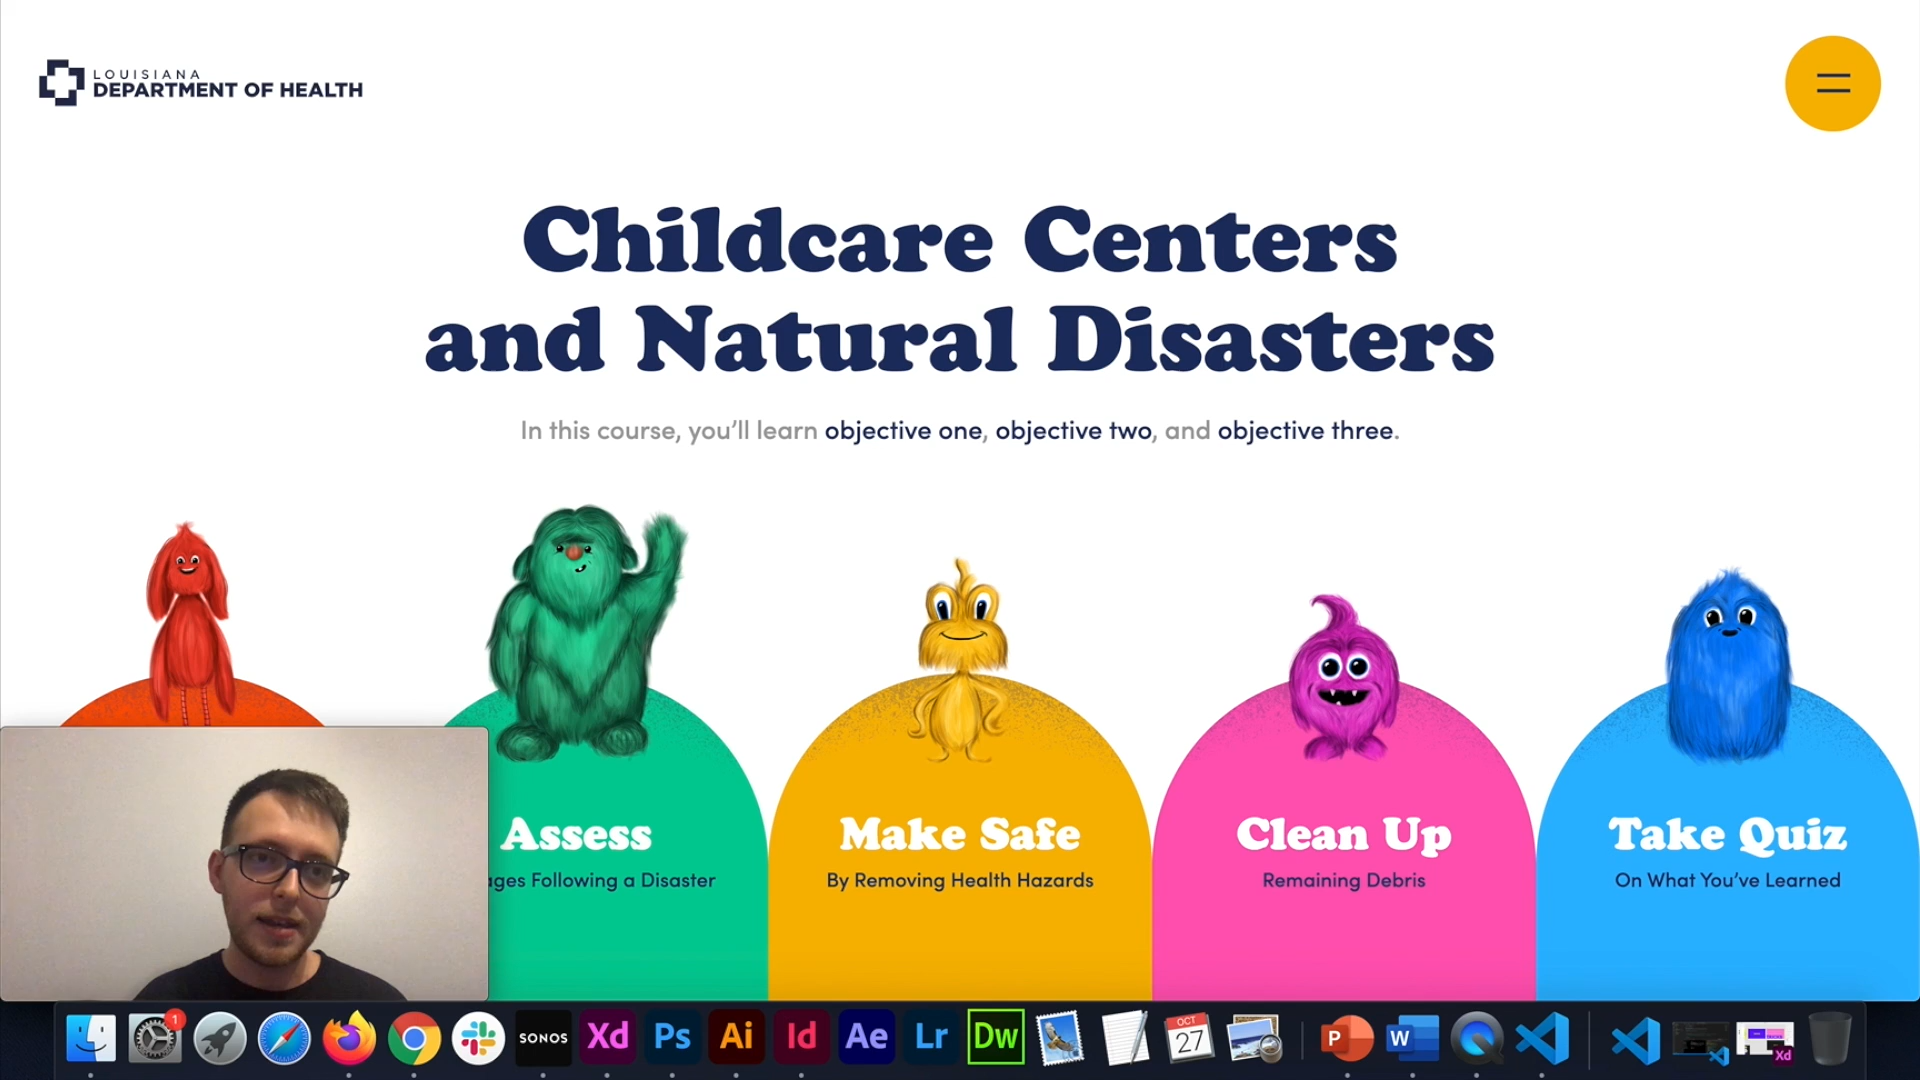 LOUISIANA
DEPARTMENT OF HEALTH
Childcare Centers
and Natural Disasters
In this course, you’ll learn objective one, objective two, and objective three.
Assess
Following a Disaster
Make Safe
By Removing Health Hazards
Clean Up
Remaining Debris
Take Quiz
On What You’ve Learned
1
SONOS
Xd
Ps
Ai
Id
Ae
Lr
Dw
OCT
27
P
W
Xd